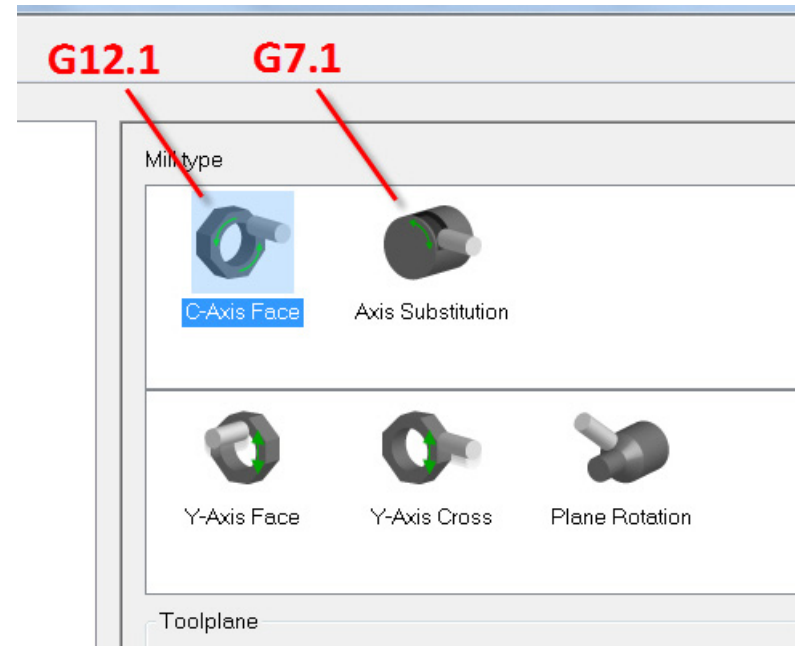 G12.1 G7.1
Mill type
C-Axis Face Axis Substitution
Y-Axis Face Y-Axis Cross Plane Rotation
Toolplane